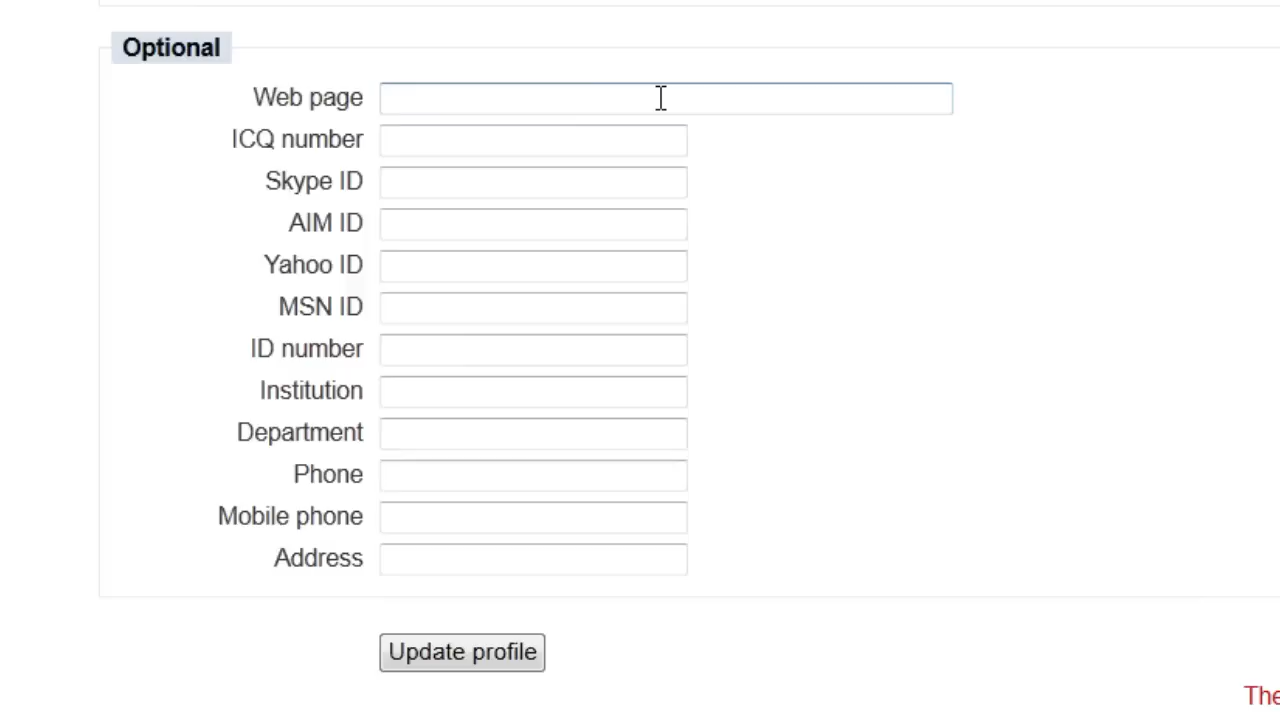 Optional
Web page
ICQ number
Skype ID
AIM ID
Yahoo ID
MSN ID
ID number
Institution
Department
Phone
Mobile phone
Address
Update profile
The